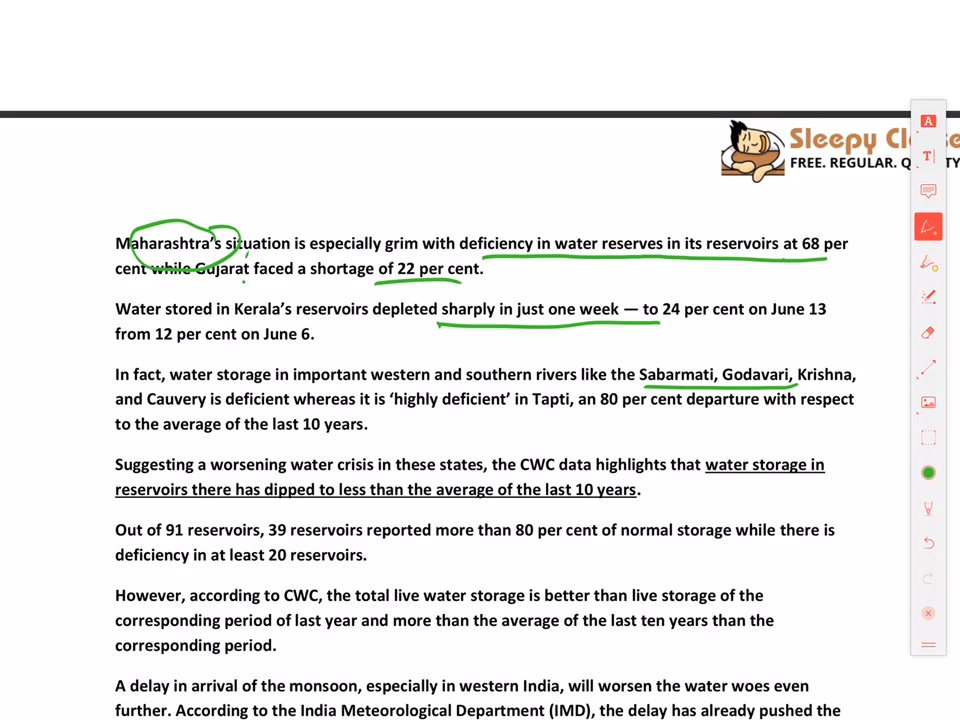 Sleepy Cl
FREE. REGULAR. Q
A
T
Maharashtra's situation is especially grim with deficiency in water reserves in its reservoirs at 68 per
cent while Gujarat faced a shortage of 22 per cent.
Water stored in Kerala's reservoirs depleted sharply in just one week — to 24 per cent on June 13
from 12 per cent on June 6.
In fact, water storage in important western and southern rivers like the Sabarmati, Godavari, Krishna,
and Cauvery is deficient whereas it is 'highly deficient' in Tapti, an 80 per cent departure with respect
to the average of the last 10 years.
Suggesting a worsening water crisis in these states, the CWC data highlights that water storage in
reservoirs there has dipped to less than the average of the last 10 years.
Out of 91 reservoirs, 39 reservoirs reported more than 80 per cent of normal storage while there is
deficiency in at least 20 reservoirs.
However, according to CWC, the total live water storage is better than live storage of the
corresponding period of last year and more than the average of the last ten years than the
corresponding period.
A delay in arrival of the monsoon, especially in western India, will worsen the water woes even
further. According to the India Meteorological Department (IMD), the delay has already pushed the